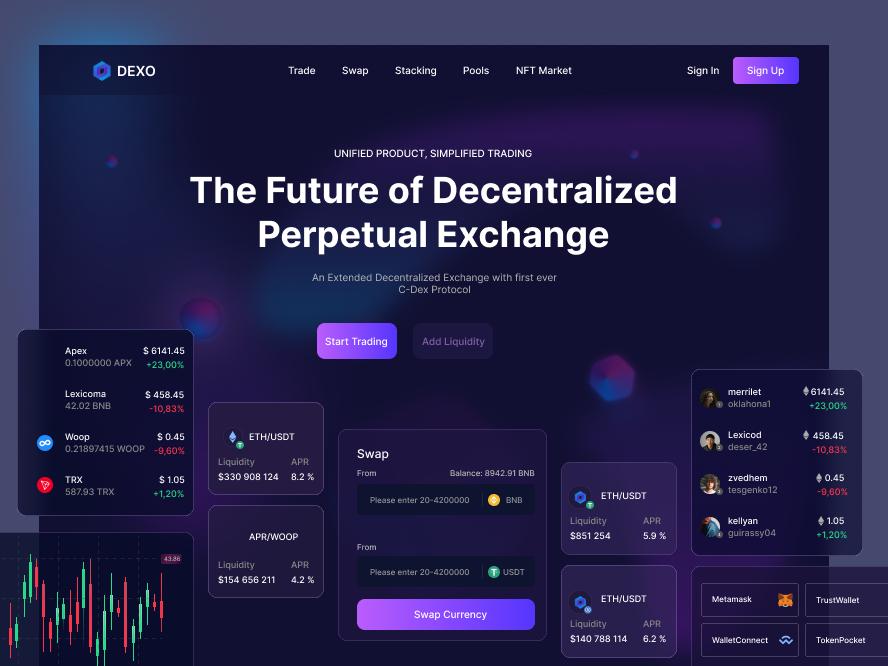 DEXO
Trade Swap Stacking Pools NFT Market
Sign In Sign Up
UNIFIED PRODUCT, SIMPLIFIED TRADING
The Future of Decentralized
Perpetual Exchange
An Extended Decentralized Exchange with first ever
C-Dex Protocol
Start Trading Add Liquidity
Apex $ 6141.45
0.1000000 APX +23,00%
Lexicoma $ 458.45
42.02 BNB -10,83%
Woop $ 0.45
0.21897415 WOOP -9,60%
TRX $ 1.05
587.93 TRX +1,20%
43.86
ETH/USDT
Liquidity APR
$330 908 124 8.2 %
APR/WOOP
Liquidity APR
$154 656 211 4.2 %
Swap
From Balance: 8942.91 BNB
Please enter 20-4200000 BNB
From
Please enter 20-4200000 USDT
Swap Currency
ETH/USDT
Liquidity APR
$851 254 5.9 %
ETH/USDT
Liquidity APR
$140 788 114 6.2 %
merrilet 6141.45
oklahona1 +23,00%
Lexicod 458.45
deser_42 -10,83%
zvedhem 0.45
tesgenko12 -9,60%
kellyan 1.05
guirassy04 +1,20%
Metamask TrustWallet
WalletConnect TokenPocket